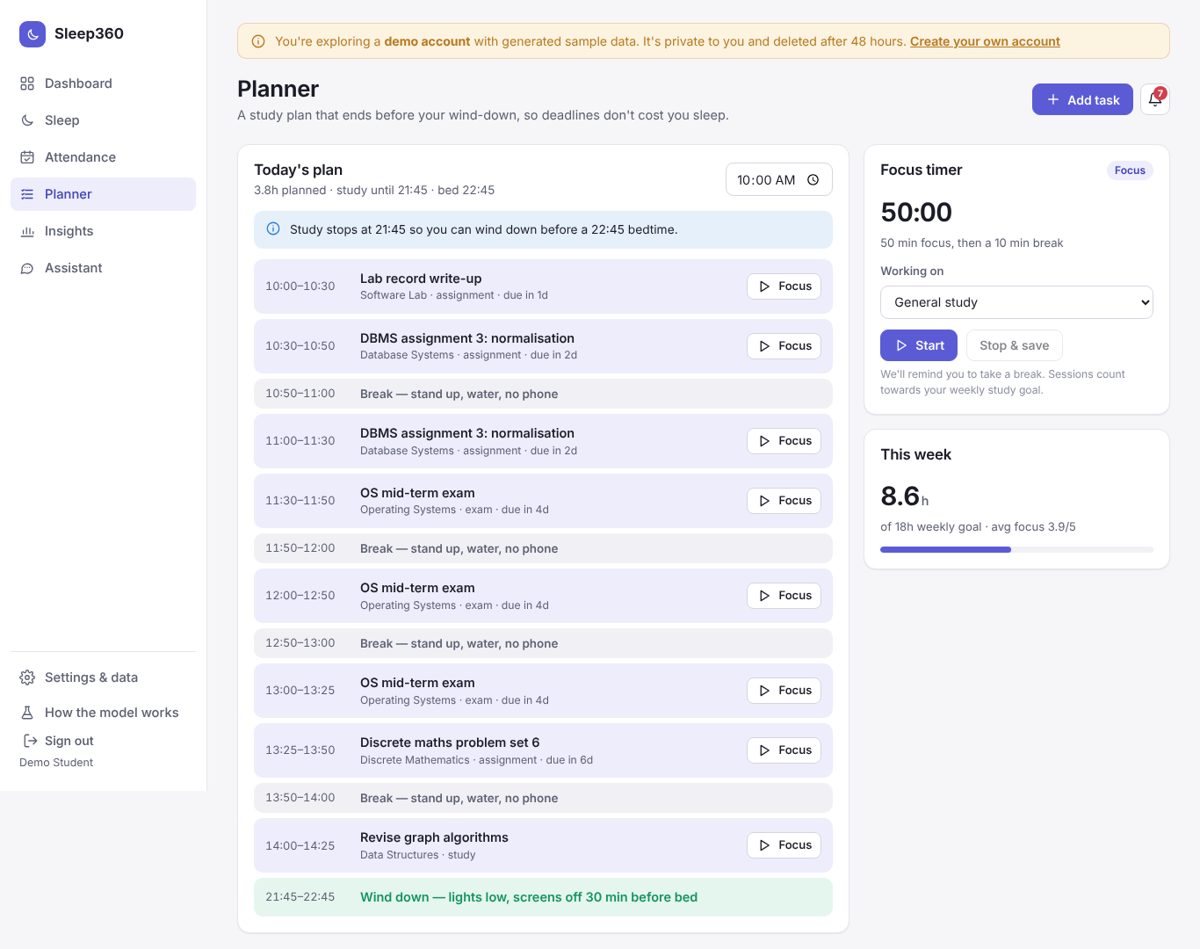 Sleep360
Dashboard
Sleep
Attendance
Planner
Insights
Assistant
Settings & data
How the model works
Sign out
Demo Student
You're exploring a demo account with generated sample data. It's private to you and deleted after 48 hours. Create your own account
Planner
A study plan that ends before your wind-down, so deadlines don't cost you sleep.
Add task
7
Today's plan
3.8h planned · study until 21:45 · bed 22:45
10:00 AM
Study stops at 21:45 so you can wind down before a 22:45 bedtime.
10:00–10:30 Lab record write-up Focus
Software Lab · assignment · due in 1d
10:30–10:50 DBMS assignment 3: normalisation Focus
Database Systems · assignment · due in 2d
10:50–11:00 Break — stand up, water, no phone
11:00–11:30 DBMS assignment 3: normalisation Focus
Database Systems · assignment · due in 2d
11:30–11:50 OS mid-term exam Focus
Operating Systems · exam · due in 4d
11:50–12:00 Break — stand up, water, no phone
12:00–12:50 OS mid-term exam Focus
Operating Systems · exam · due in 4d
12:50–13:00 Break — stand up, water, no phone
13:00–13:25 OS mid-term exam Focus
Operating Systems · exam · due in 4d
13:25–13:50 Discrete maths problem set 6 Focus
Discrete Mathematics · assignment · due in 6d
13:50–14:00 Break — stand up, water, no phone
14:00–14:25 Revise graph algorithms Focus
Data Structures · study
21:45–22:45 Wind down — lights low, screens off 30 min before bed
Focus timer
Focus
50:00
50 min focus, then a 10 min break
Working on
General study
Start
Stop & save
We'll remind you to take a break. Sessions count
towards your weekly study goal.
This week
8.6h
of 18h weekly goal · avg focus 3.9/5